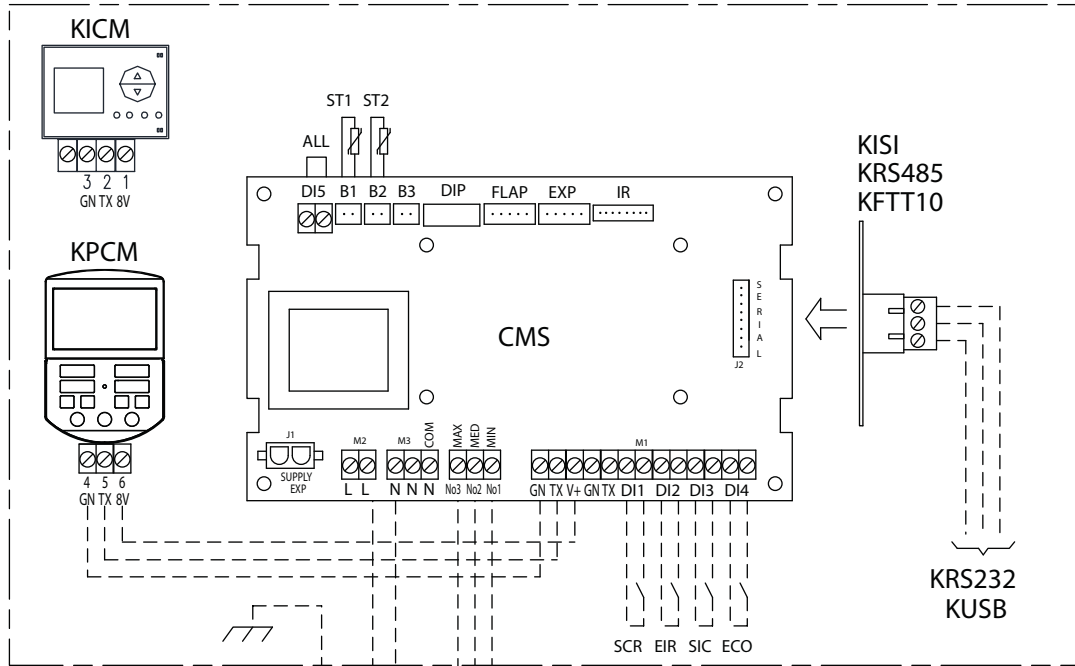 KICM
3 2 1
GN TX 8V
KPCM
4 5 6
GN TX 8V
ST1 ST2
ALL
DI5 B1 B2 B3 DIP FLAP EXP IR
CMS
S
E
R
I
A
L
J2
J1
SUPPLY
EXP
M2 M3 COM MAX MED MIN M1
L L N N N No3 No2 No1 GN TX V+ GN TX DI1 DI2 DI3 DI4
SCR EIR SIC ECO
KISI
KRS485
KFTT10
KRS232
KUSB